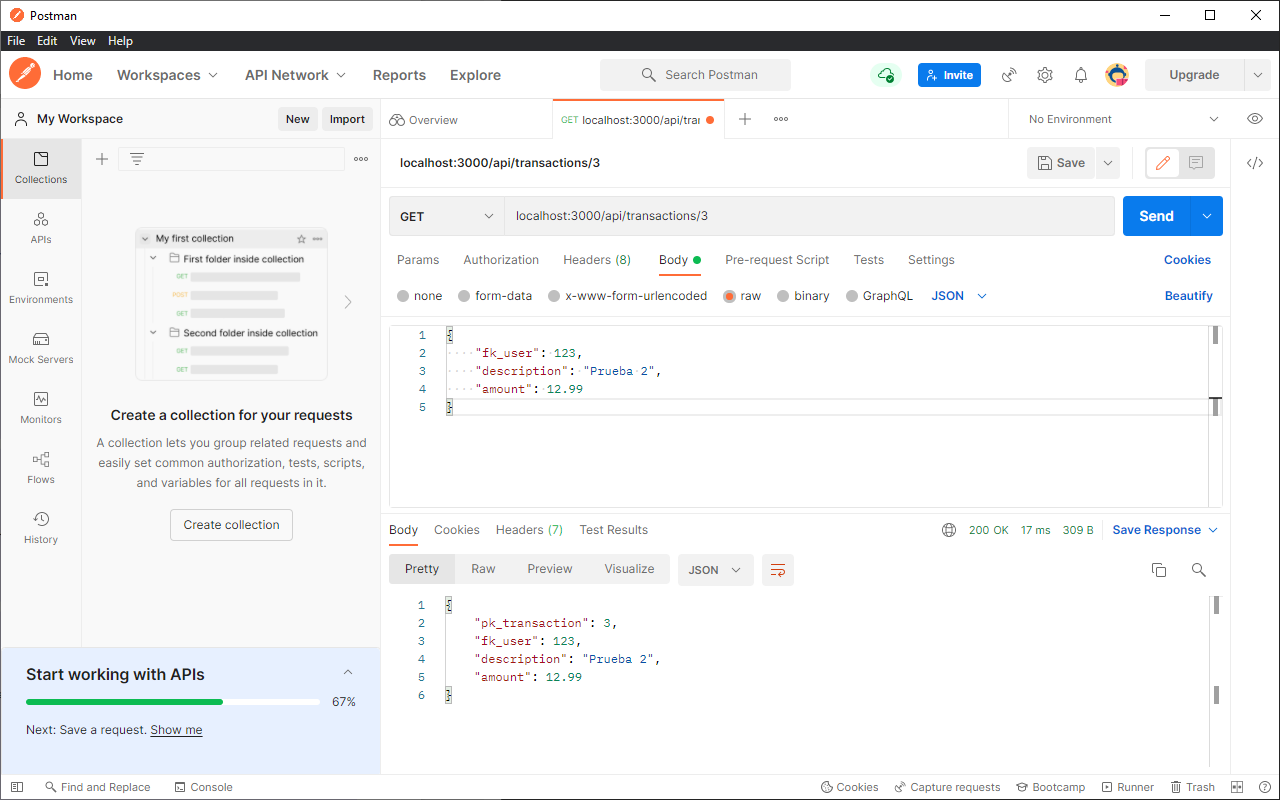 Postman
File Edit View Help
Home Workspaces API Network Reports Explore Search Postman Invite Upgrade
My Workspace New Import Overview GET localhost:3000/api/tra No Environment
localhost:3000/api/transactions/3 Save
GET localhost:3000/api/transactions/3 Send
Params Authorization Headers (8) Body Pre-request Script Tests Settings Cookies
none form-data x-www-form-urlencoded raw binary GraphQL JSON Beautify
1 {
2 "fk_user": 123,
3 "description": "Prueba 2",
4 "amount": 12.99
5 }
Collections
APIs
Environments
Mock Servers
Monitors
Flows
History
My first collection
First folder inside collection
GET
POST
GET
Second folder inside collection
GET
GET
Create a collection for your requests
A collection lets you group related requests and
easily set common authorization, tests, scripts,
and variables for all requests in it.
Create collection
Body Cookies Headers (7) Test Results 200 OK 17 ms 309 B Save Response
Pretty Raw Preview Visualize JSON
1 {
2 "pk_transaction": 3,
3 "fk_user": 123,
4 "description": "Prueba 2",
5 "amount": 12.99
6 }
Start working with APIs
67%
Next: Save a request. Show me
Find and Replace Console Cookies Capture requests Bootcamp Runner Trash